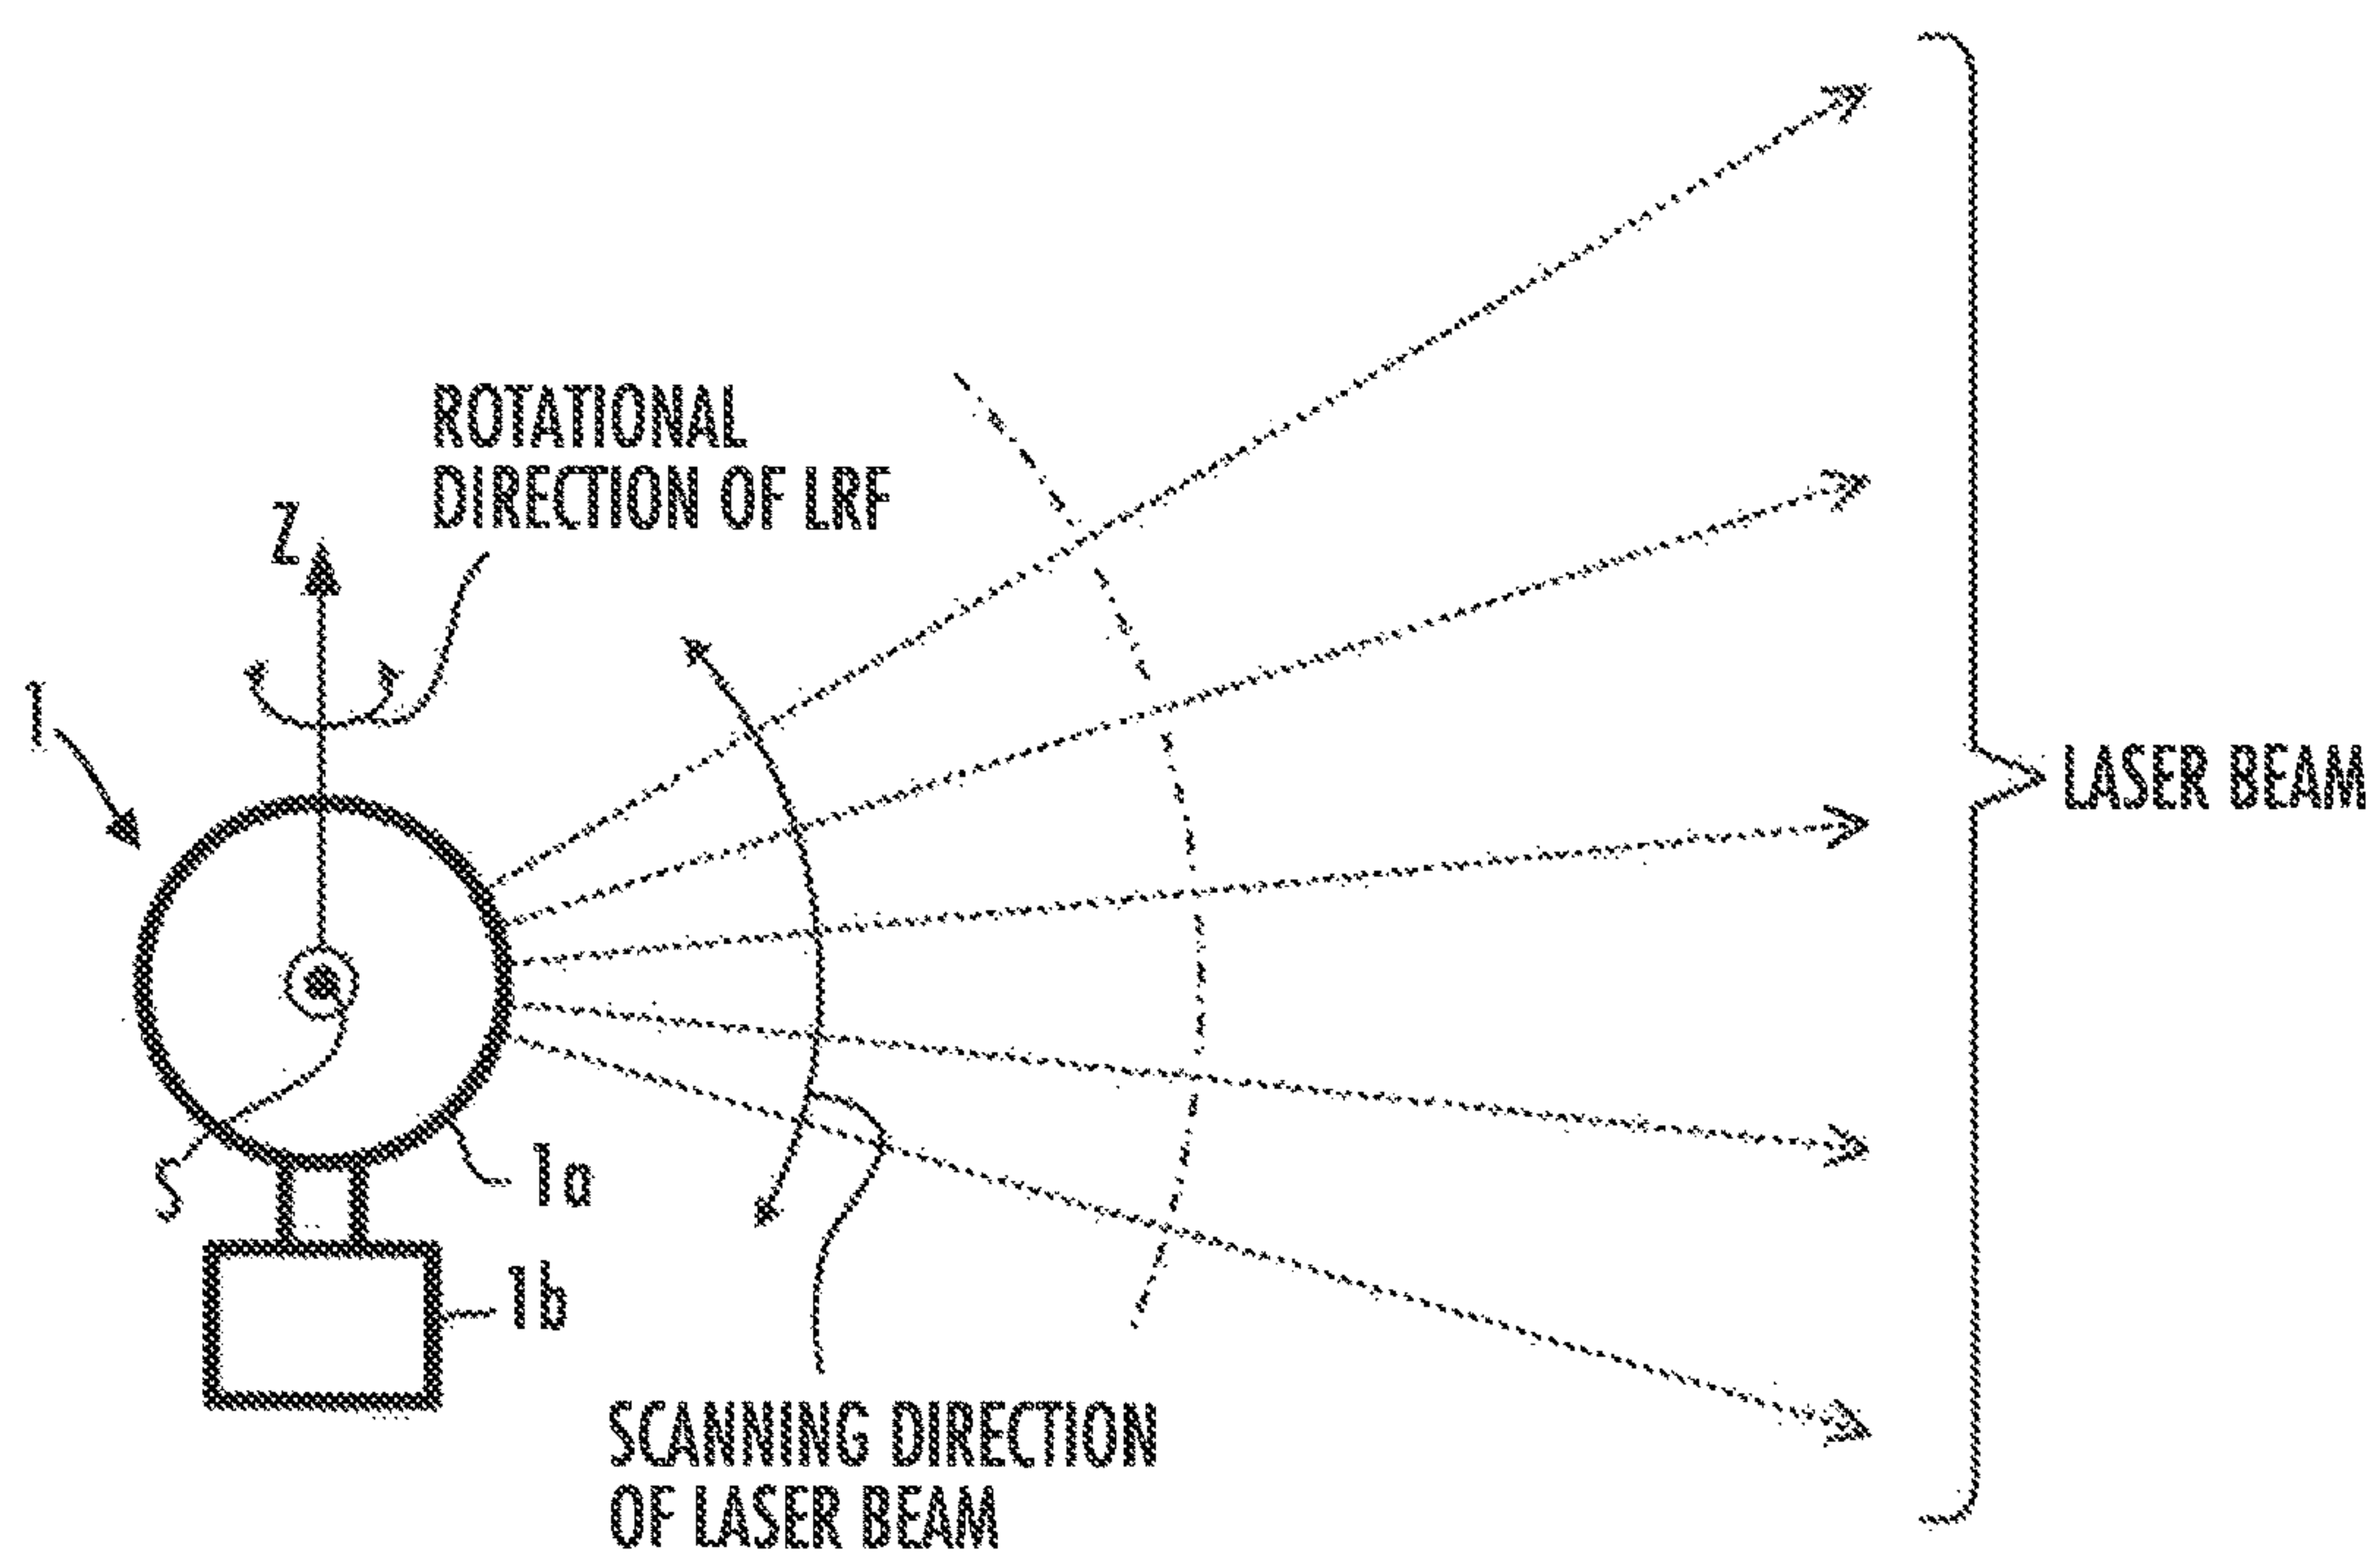 ROTATIONAL
DIRECTION OF LRF
Z
1
LASER BEAM
S
1a
1b
SCANNING DIRECTION
OF LASER BEAM